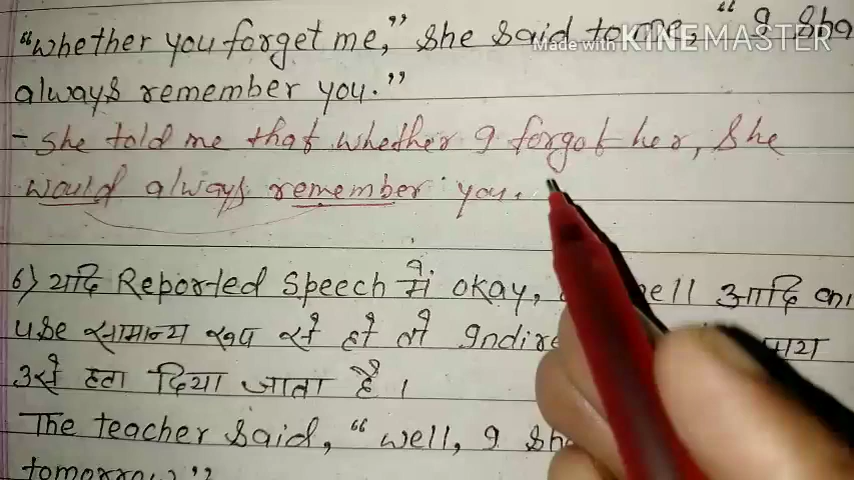 "whether you forget me," she said to me, " I sha
always remember you."
Made with KINEMASTER
- She told me that whether I forgot her, she
would always remember you.
6) यदि Reported Speech में okay, ell आदि का
use सामान्य रूप से हो तो Indire
उसे हटा दिया जाता है ।
The teacher said, " well, I sh
tomorrow."